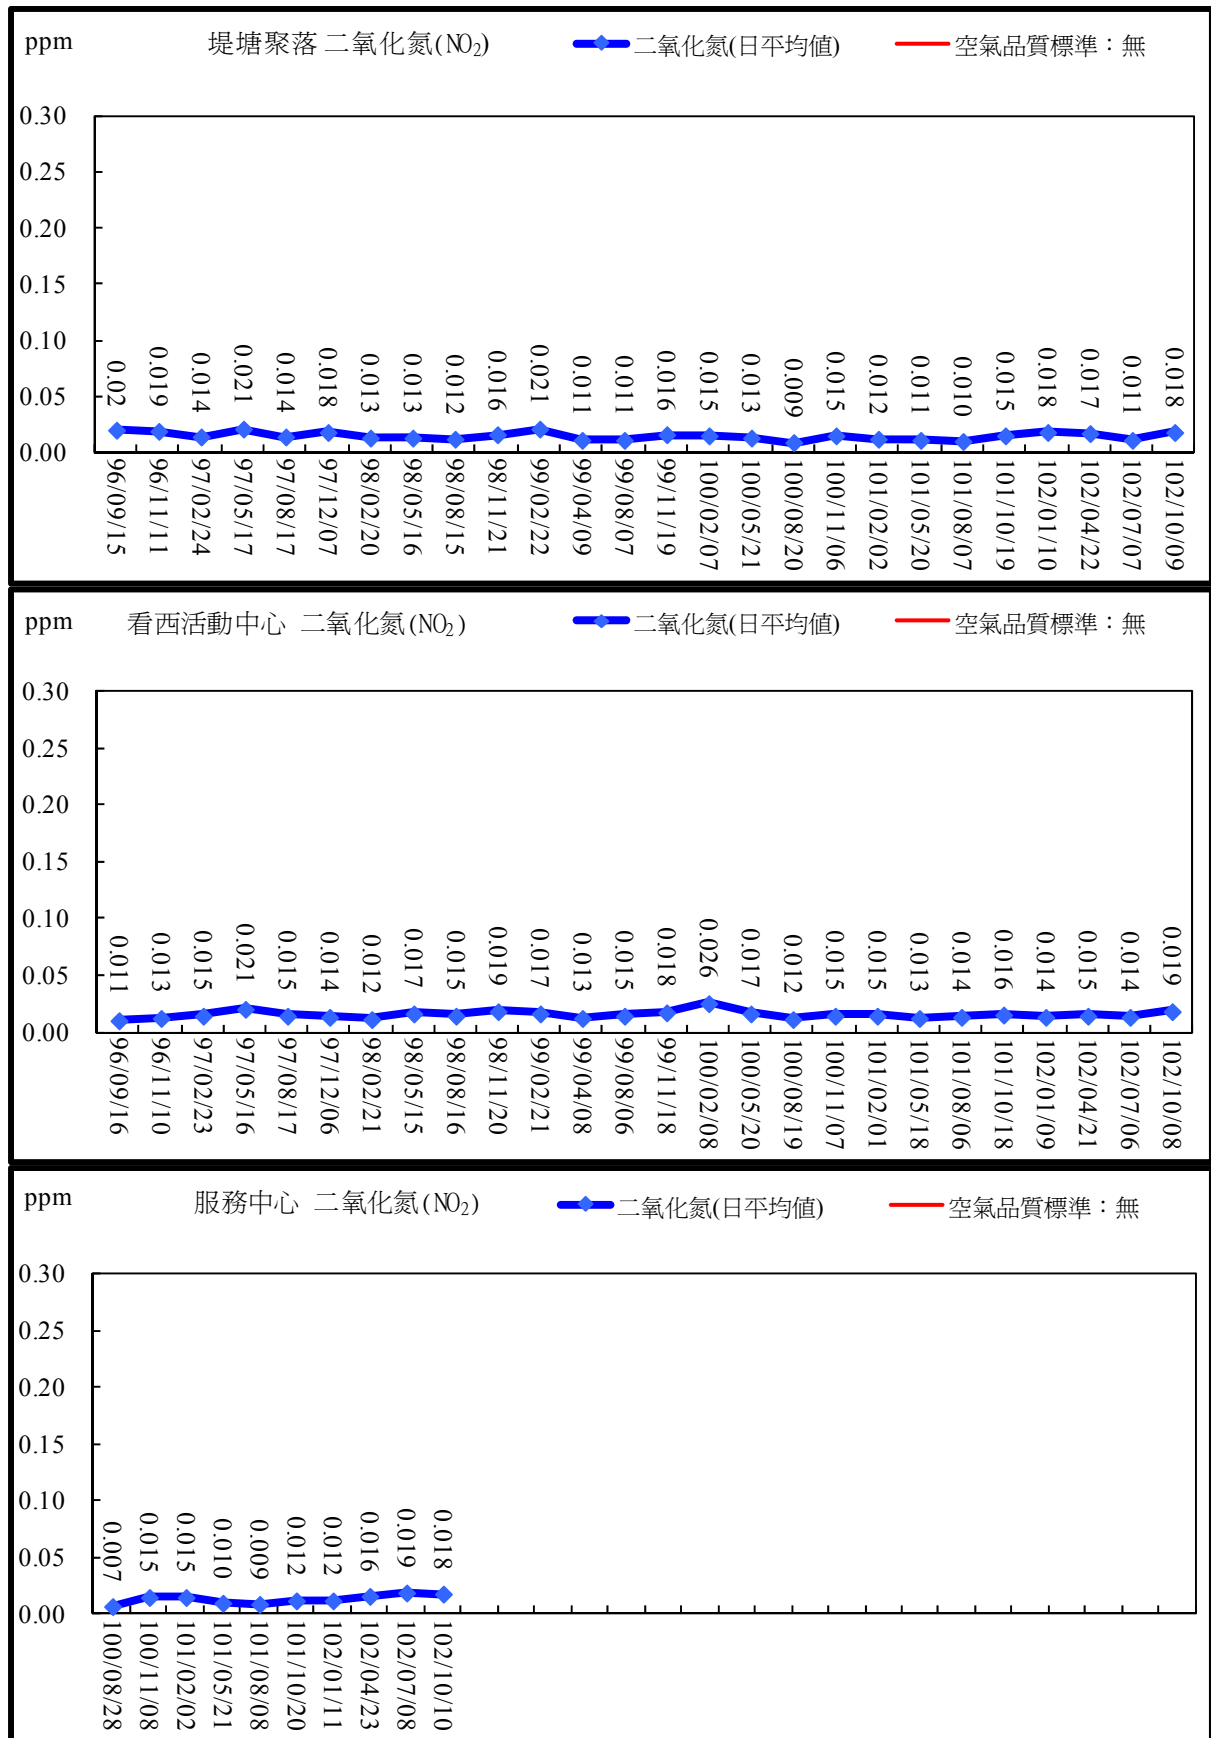 ppm 堤塘聚落 二氧化氮(NO₂) 二氧化氮(日平均值) 空氣品質標準：無
0.30
0.25
0.20
0.15
0.10
0.05
0.00
0.02 0.019 0.014 0.021 0.014 0.018 0.013 0.013 0.012 0.016 0.021 0.011 0.011 0.016 0.015 0.013 0.009 0.015 0.012 0.011 0.010 0.015 0.018 0.017 0.011 0.018
96/09/15 96/11/11 97/02/24 97/05/17 97/08/17 97/12/07 98/02/20 98/05/16 98/08/15 98/11/21 99/02/22 99/04/09 99/08/07 99/11/19 100/02/07 100/05/21 100/08/20 100/11/06 101/02/02 101/05/20 101/08/07 101/10/19 102/01/10 102/04/22 102/07/07 102/10/09
ppm 看西活動中心 二氧化氮(NO₂) 二氧化氮(日平均值) 空氣品質標準：無
0.30
0.25
0.20
0.15
0.10
0.05
0.00
0.011 0.013 0.015 0.021 0.015 0.014 0.012 0.017 0.015 0.019 0.017 0.013 0.015 0.018 0.026 0.017 0.012 0.015 0.015 0.013 0.014 0.016 0.014 0.015 0.014 0.019
96/09/16 96/11/10 97/02/23 97/05/16 97/08/17 97/12/06 98/02/21 98/05/15 98/08/16 98/11/20 99/02/21 99/04/08 99/08/06 99/11/18 100/02/08 100/05/20 100/08/19 100/11/07 101/02/01 101/05/18 101/08/06 101/10/18 102/01/09 102/04/21 102/07/06 102/10/08
ppm 服務中心 二氧化氮(NO₂) 二氧化氮(日平均值) 空氣品質標準：無
0.30
0.25
0.20
0.15
0.10
0.05
0.00
0.007 0.015 0.015 0.010 0.009 0.012 0.012 0.016 0.019 0.018
100/08/28 100/11/08 101/02/02 101/05/21 101/08/08 101/10/20 102/01/11 102/04/23 102/07/08 102/10/10